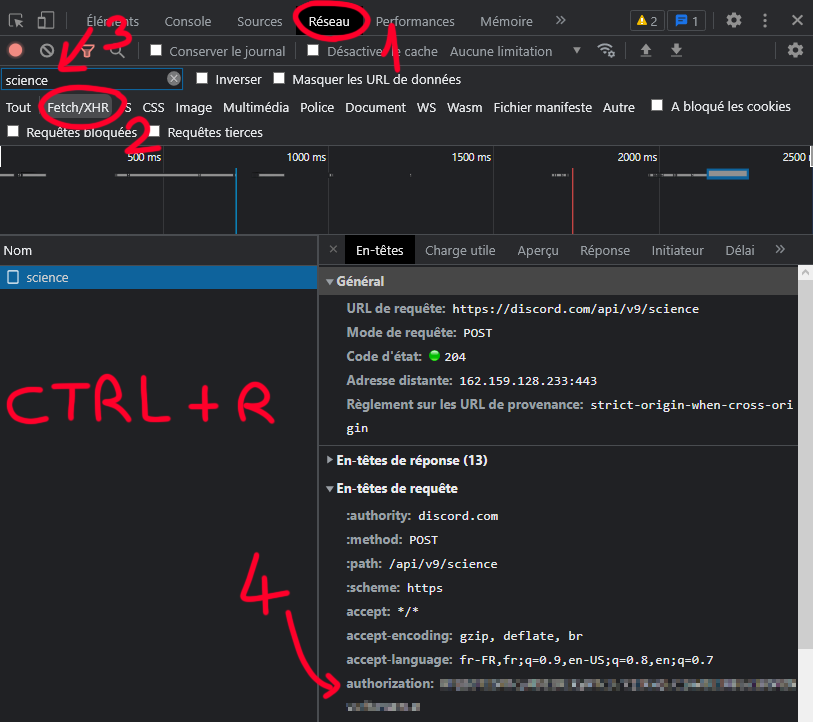 Éléments Console Sources Réseau Performances Mémoire » 2 1
Conserver le journal Désactiver le cache Aucune limitation
3
1
science Inverser Masquer les URL de données
Tout Fetch/XHR S CSS Image Multimédia Police Document WS Wasm Fichier manifeste Autre A bloqué les cookies
2
Requêtes bloquées Requêtes tierces
500 ms 1000 ms 1500 ms 2000 ms 2500
Nom
science
CTRL + R
En-têtes Charge utile Aperçu Réponse Initiateur Délai »
Général
URL de requête: https://discord.com/api/v9/science
Mode de requête: POST
Code d'état: 204
Adresse distante: 162.159.128.233:443
Règlement sur les URL de provenance: strict-origin-when-cross-ori
gin
En-têtes de réponse (13)
En-têtes de requête
:authority: discord.com
:method: POST
:path: /api/v9/science
:scheme: https
accept: */*
accept-encoding: gzip, deflate, br
accept-language: fr-FR,fr;q=0.9,en-US;q=0.8,en;q=0.7
4
authorization: